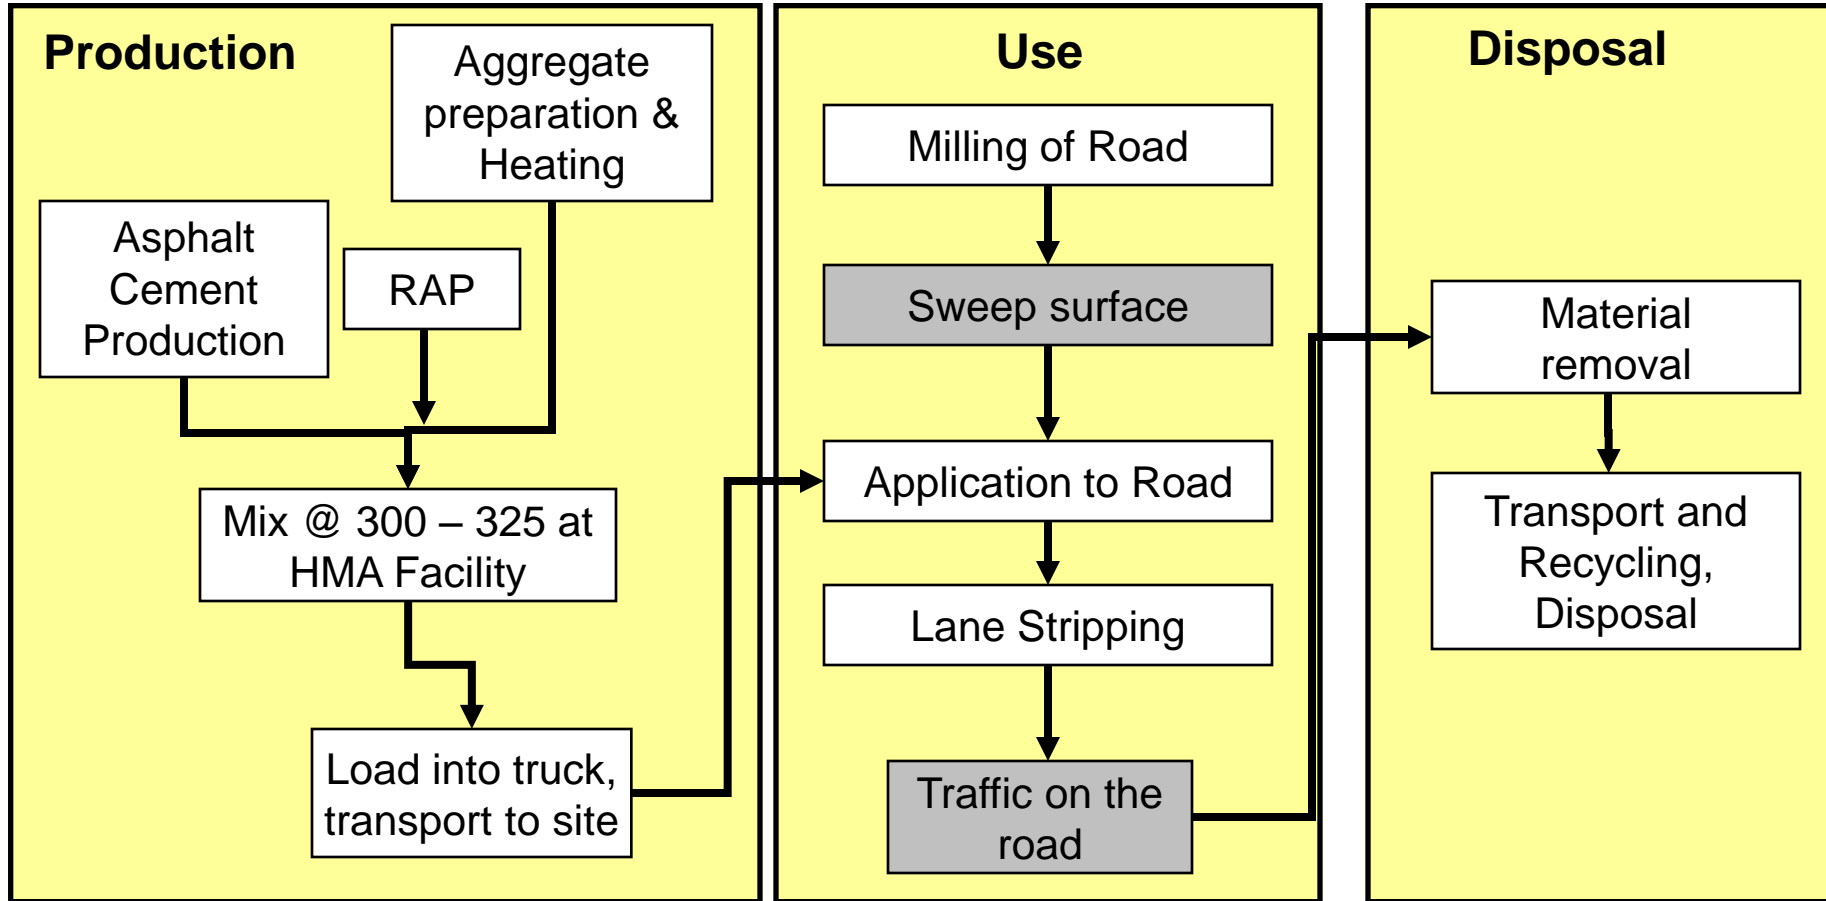 Production
Aggregate
preparation &
Heating
Asphalt
Cement
Production
RAP
Mix @ 300 – 325 at
HMA Facility
Load into truck,
transport to site
Use
Milling of Road
Sweep surface
Application to Road
Lane Stripping
Traffic on the
road
Disposal
Material
removal
Transport and
Recycling,
Disposal